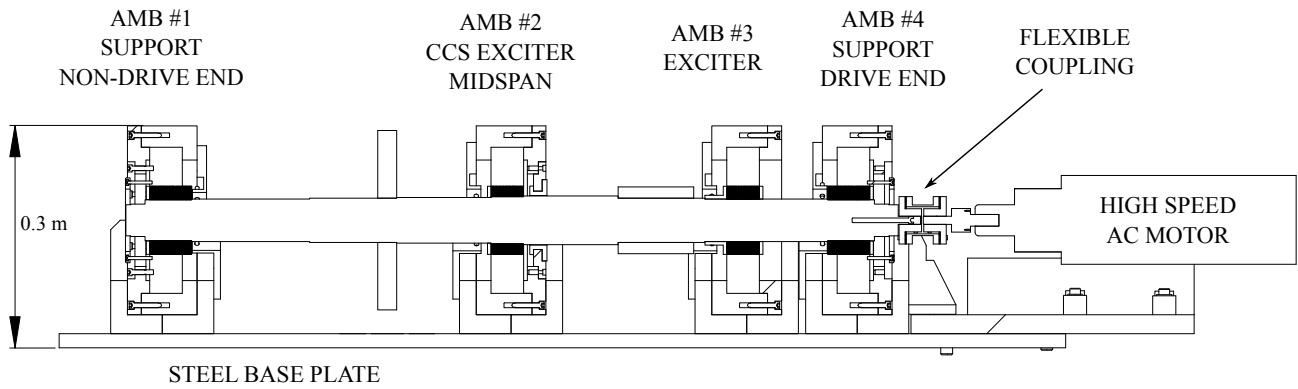 AMB #1
SUPPORT
NON-DRIVE END
AMB #2
CCS EXCITER
MIDSPAN
AMB #3
EXCITER
AMB #4
SUPPORT
DRIVE END
FLEXIBLE
COUPLING
0.3 m
HIGH SPEED
AC MOTOR
STEEL BASE PLATE